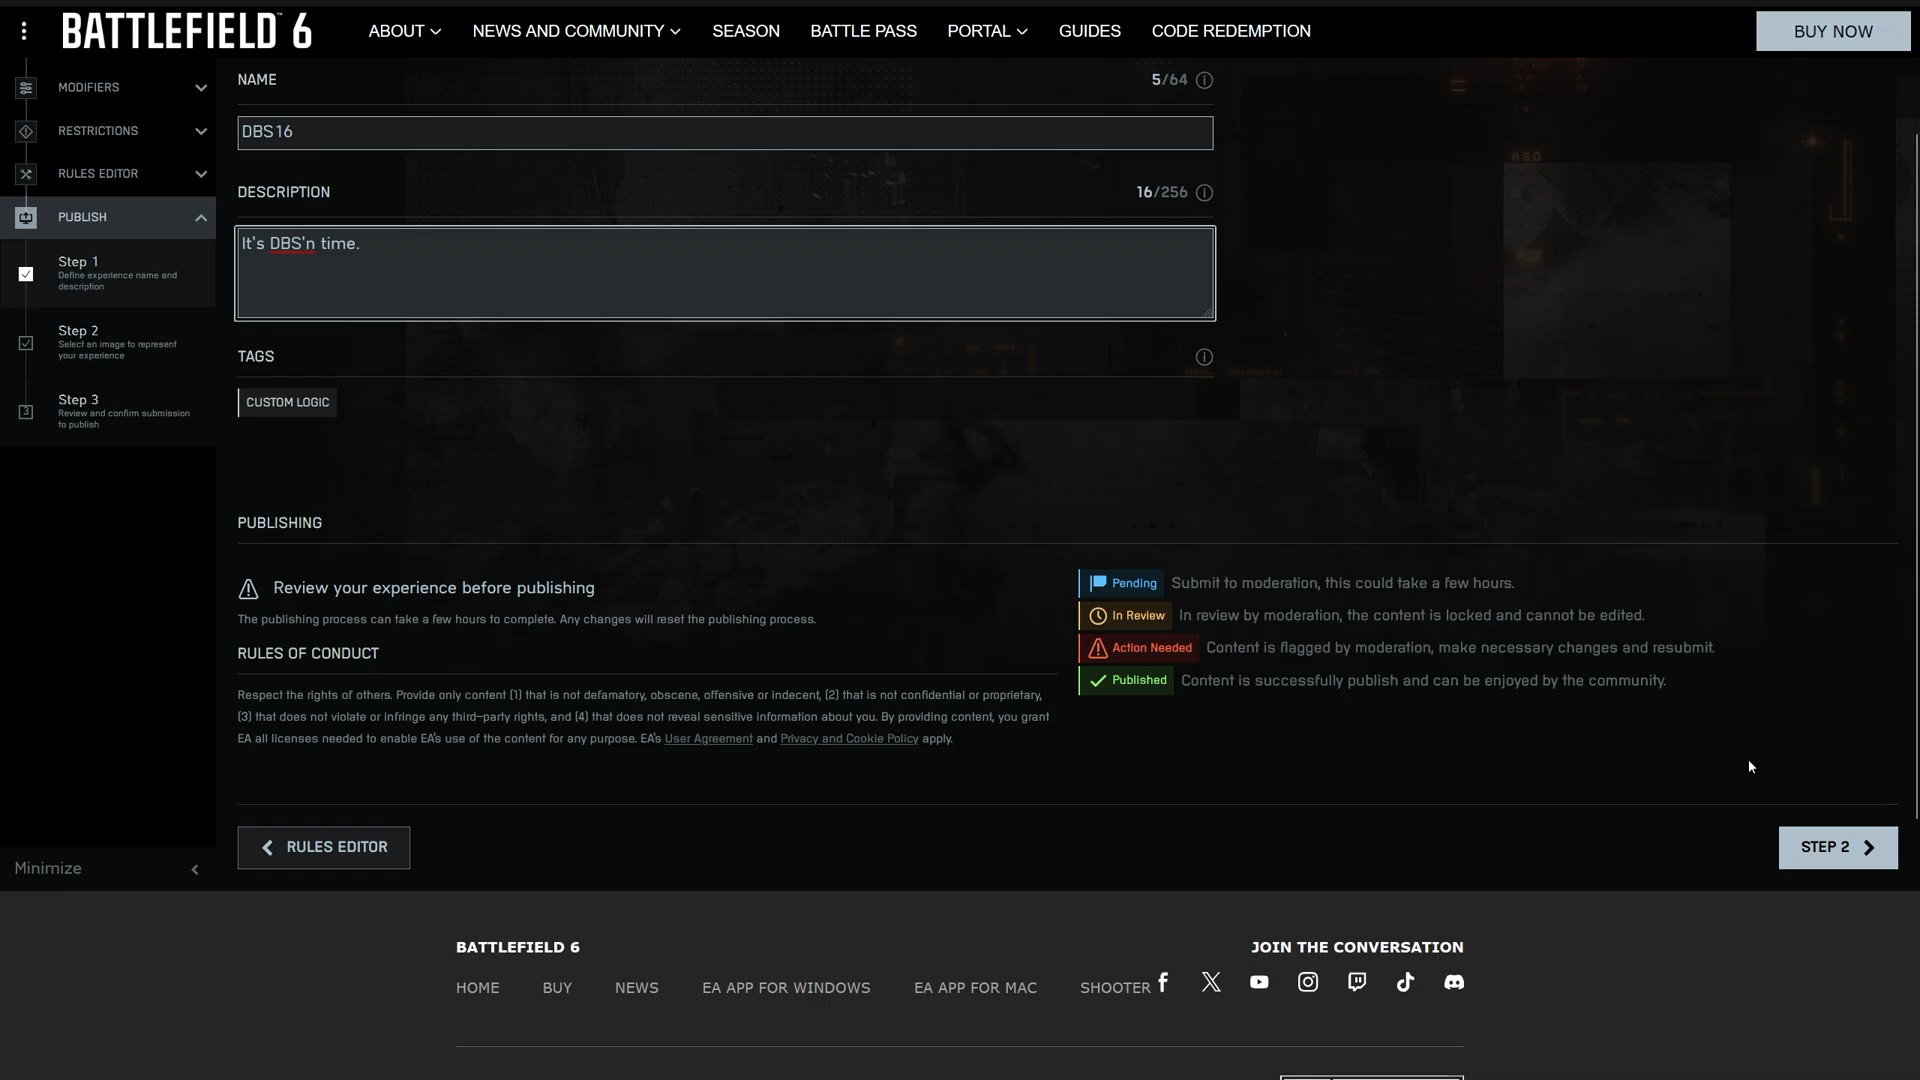 BATTLEFIELD 6
ABOUT
NEWS AND COMMUNITY
SEASON
BATTLE PASS
PORTAL
GUIDES
CODE REDEMPTION
BUY NOW
MODIFIERS
RESTRICTIONS
RULES EDITOR
PUBLISH
Step 1
Define experience name and
description
Step 2
Select an image to represent
your experience
3
Step 3
Review and confirm submission
to publish
Minimize
NAME
5/64
DBS16
DESCRIPTION
16/256
It's DBS'n time.
TAGS
CUSTOM LOGIC
PUBLISHING
Review your experience before publishing
The publishing process can take a few hours to complete. Any changes will reset the publishing process.
RULES OF CONDUCT
Respect the rights of others. Provide only content (1) that is not defamatory, obscene, offensive or indecent, (2) that is not confidential or proprietary,
(3) that does not violate or infringe any third-party rights, and (4) that does not reveal sensitive information about you. By providing content, you grant
EA all licenses needed to enable EA's use of the content for any purpose. EA's User Agreement and Privacy and Cookie Policy apply.
Pending Submit to moderation, this could take a few hours.
In Review In review by moderation, the content is locked and cannot be edited.
Action Needed Content is flagged by moderation, make necessary changes and resubmit.
Published Content is successfully publish and can be enjoyed by the community.
RULES EDITOR
STEP 2
BATTLEFIELD 6
HOME
BUY
NEWS
EA APP FOR WINDOWS
EA APP FOR MAC
SHOOTER
JOIN THE CONVERSATION